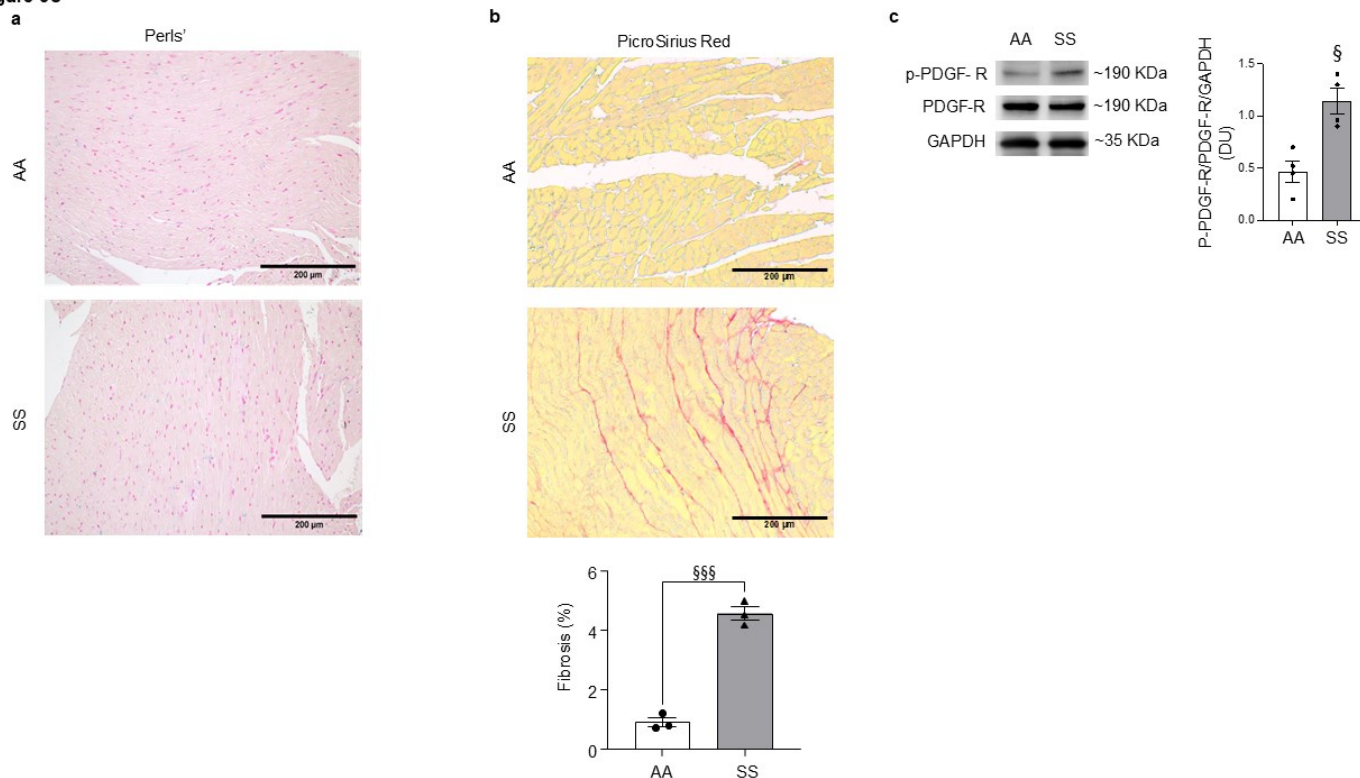 a
Perls'
AA
200 µm
SS
200 µm
b
PicroSirius Red
AA
200 µm
SS
200 µm
Fibrosis (%)
6
4
2
0
§§§
AA SS
c
AA SS
p-PDGF- R ~190 KDa
PDGF-R ~190 KDa
GAPDH ~35 KDa
P-PDGF-R/PDGF-R/GAPDH
(DU)
1.5
1.0
0.5
0.0
§
AA SS